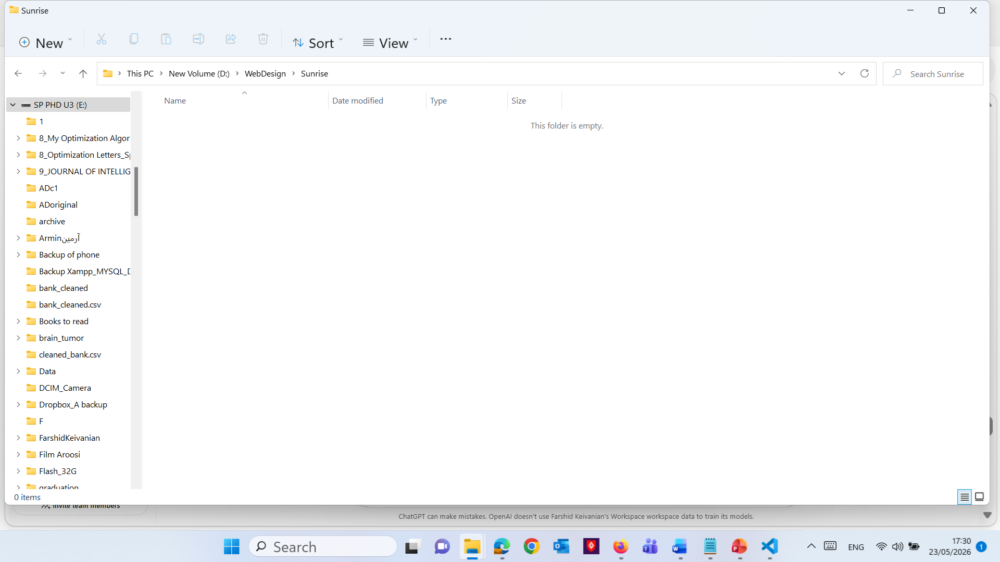 Sunrise
New
Sort
View
This PC
New Volume (D:)
WebDesign
Sunrise
Search Sunrise
Name
Date modified
Type
Size
This folder is empty.
SP PHD U3 (E:)
1
8_My Optimization Algor
8_Optimization Letters_S
9_JOURNAL OF INTELLIG
ADc1
ADoriginal
archive
Arminآرمین
Backup of phone
Backup Xampp_MYSQL_D
bank_cleaned
bank_cleaned.csv
Books to read
brain_tumor
cleaned_bank.csv
Data
DCIM_Camera
Dropbox_A backup
F
FarshidKeivanian
Film Aroosi
Flash_32G
graduation
0 items
Invite team members
ChatGPT can make mistakes. OpenAI doesn't use Farshid Keivanian's Workspace workspace data to train its models.
Search
ENG
17:30
23/05/2026
1